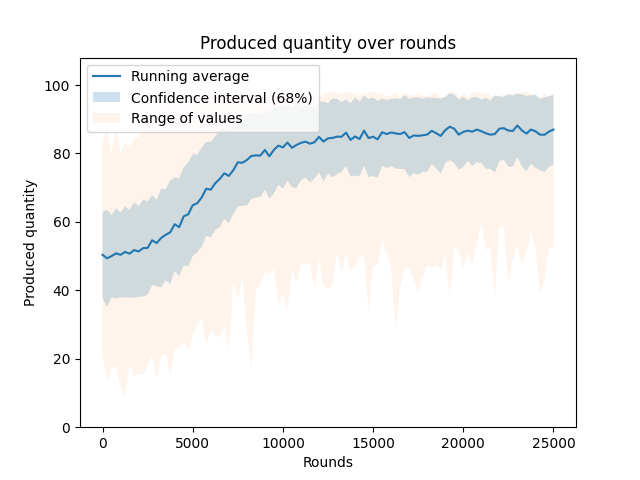 Produced quantity over rounds
Running average
Confidence interval (68%)
Range of values
Produced quantity
100
80
60
40
20
0
0 5000 10000 15000 20000 25000
Rounds